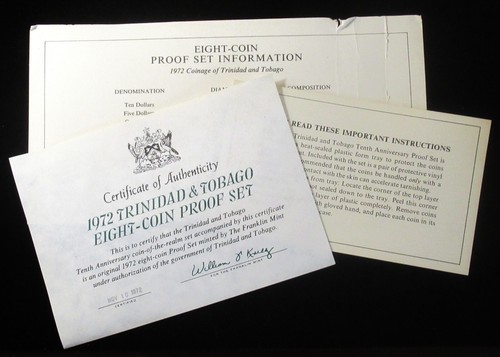 EIGHT-COIN
PROOF SET INFORMATION
1972 Coinage of Trinidad and Tobago
DENOMINATION
COMPOSITION
Ten Dollars
Five Dollars
READ THESE IMPORTANT INSTRUCTIONS
Trinidad and Tobago Tenth Anniversary Proof Set is
heat-sealed plastic form tray to protect the coins
Included with the set is a pair of protective vinyl
recommended that the coins be handled only with a
contact with the skin can accelerate tarnishing.
from tray: Locate the corner of the top layer
not sealed down to the tray. Peel this corner
layer of plastic completely. Remove coins
with gloved hand, and place each coin in its
case.
Certificate of Authenticity
1972 TRINIDAD & TOBAGO
EIGHT-COIN PROOF SET
This is to certify that the Trinidad and Tobago
Tenth Anniversary coin-of-the-realm set accompanied by this certificate
is an original 1972 eight-coin Proof Set minted by The Franklin Mint
under authorization of the government of Trinidad and Tobago.
NOV 15 1972
CERTIFIED
FOR THE FRANKLIN MINT